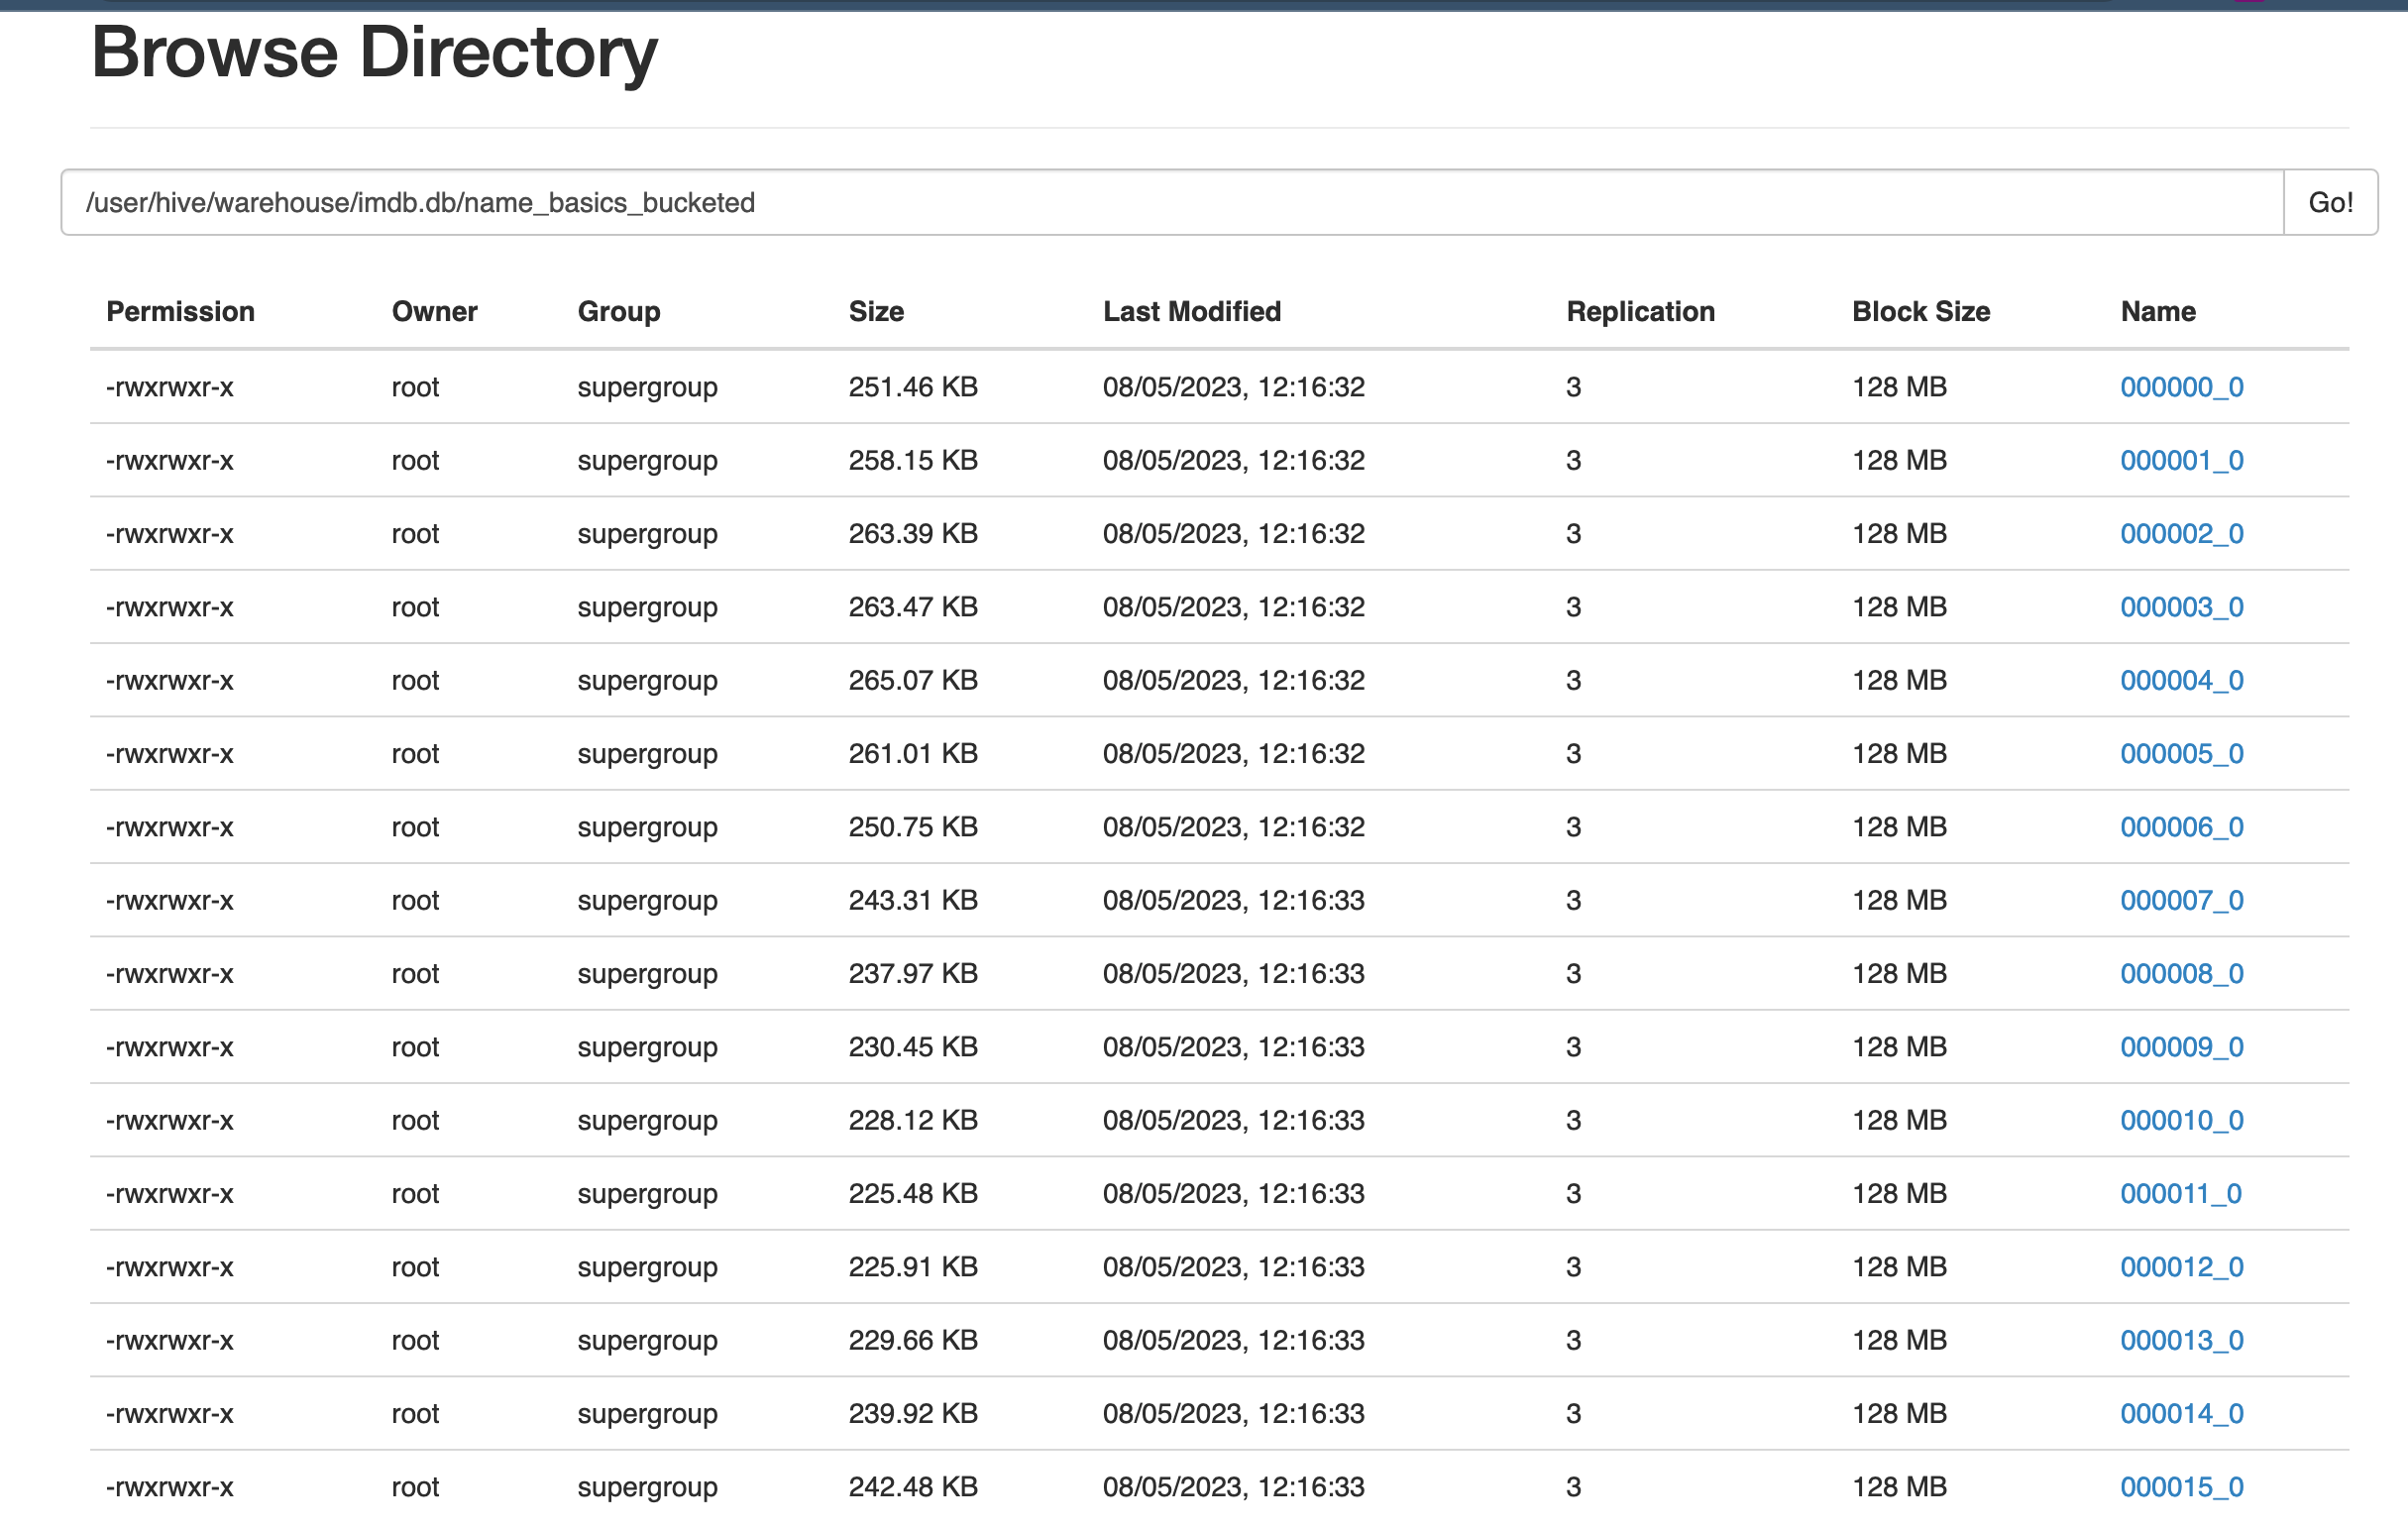 Browse Directory
/user/hive/warehouse/imdb.db/name_basics_bucketed Go!
Permission Owner Group Size Last Modified Replication Block Size Name
-rwxrwxr-x root supergroup 251.46 KB 08/05/2023, 12:16:32 3 128 MB 000000_0
-rwxrwxr-x root supergroup 258.15 KB 08/05/2023, 12:16:32 3 128 MB 000001_0
-rwxrwxr-x root supergroup 263.39 KB 08/05/2023, 12:16:32 3 128 MB 000002_0
-rwxrwxr-x root supergroup 263.47 KB 08/05/2023, 12:16:32 3 128 MB 000003_0
-rwxrwxr-x root supergroup 265.07 KB 08/05/2023, 12:16:32 3 128 MB 000004_0
-rwxrwxr-x root supergroup 261.01 KB 08/05/2023, 12:16:32 3 128 MB 000005_0
-rwxrwxr-x root supergroup 250.75 KB 08/05/2023, 12:16:32 3 128 MB 000006_0
-rwxrwxr-x root supergroup 243.31 KB 08/05/2023, 12:16:33 3 128 MB 000007_0
-rwxrwxr-x root supergroup 237.97 KB 08/05/2023, 12:16:33 3 128 MB 000008_0
-rwxrwxr-x root supergroup 230.45 KB 08/05/2023, 12:16:33 3 128 MB 000009_0
-rwxrwxr-x root supergroup 228.12 KB 08/05/2023, 12:16:33 3 128 MB 000010_0
-rwxrwxr-x root supergroup 225.48 KB 08/05/2023, 12:16:33 3 128 MB 000011_0
-rwxrwxr-x root supergroup 225.91 KB 08/05/2023, 12:16:33 3 128 MB 000012_0
-rwxrwxr-x root supergroup 229.66 KB 08/05/2023, 12:16:33 3 128 MB 000013_0
-rwxrwxr-x root supergroup 239.92 KB 08/05/2023, 12:16:33 3 128 MB 000014_0
-rwxrwxr-x root supergroup 242.48 KB 08/05/2023, 12:16:33 3 128 MB 000015_0